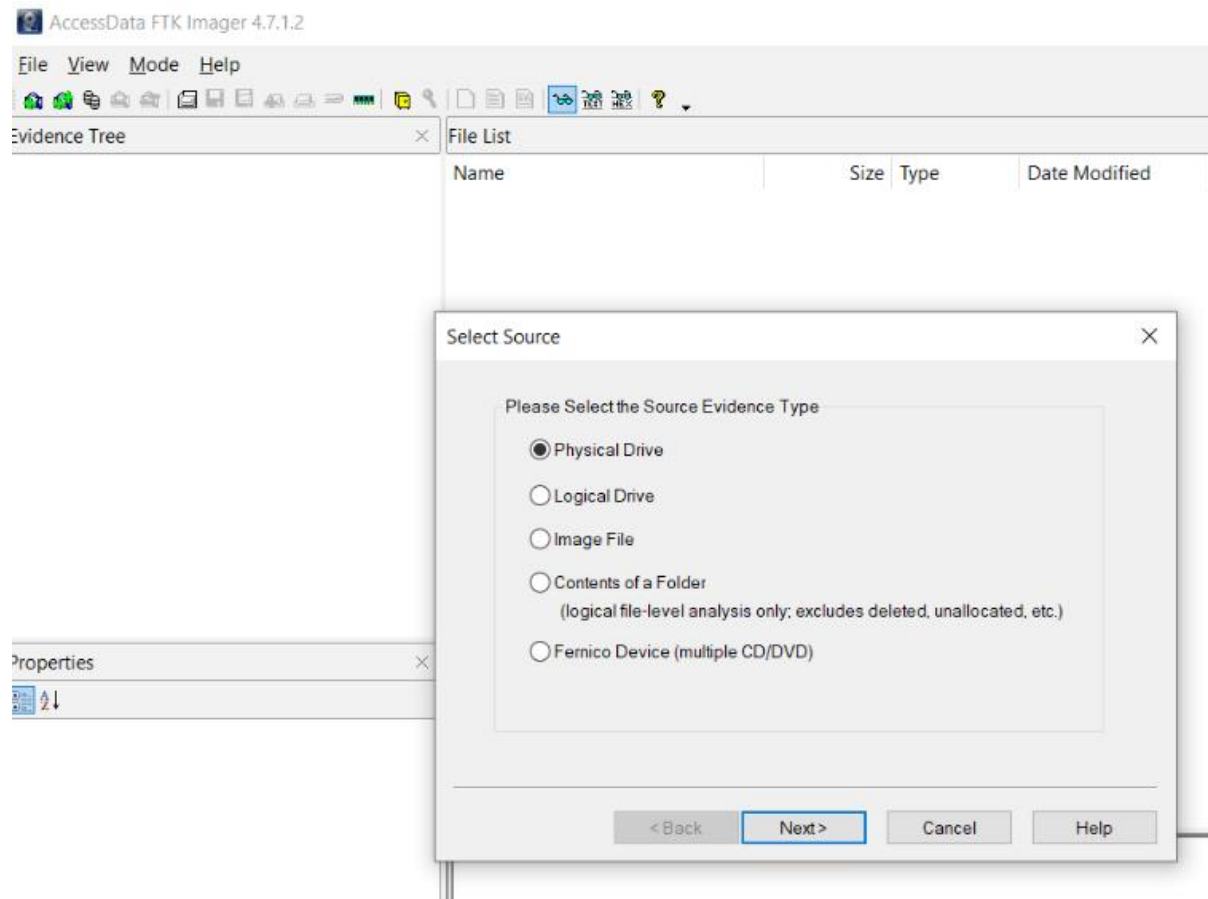 AccessData FTK Imager 4.7.1.2
File View Mode Help
TEXT HEX ?
Evidence Tree
File List
Name Size Type Date Modified
Select Source
Please Select the Source Evidence Type
Physical Drive
Logical Drive
Image File
Contents of a Folder
(logical file-level analysis only; excludes deleted, unallocated, etc.)
Fernico Device (multiple CD/DVD)
Properties
A
Z
< Back Next > Cancel Help